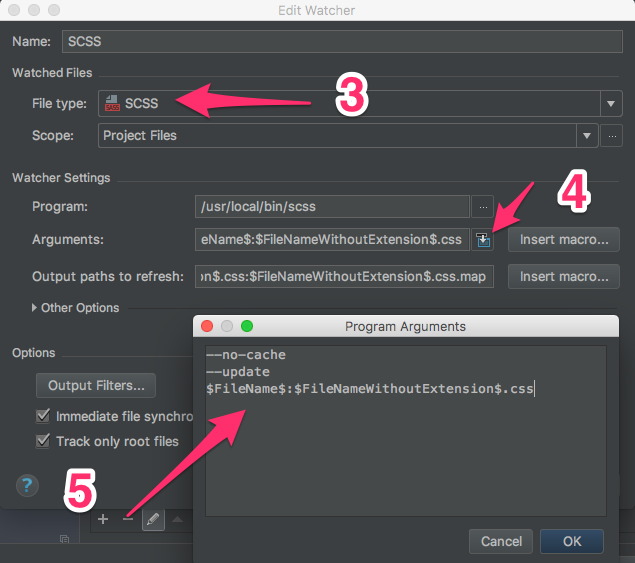 Edit Watcher
Name: SCSS
Watched Files
File type: SCSS
3
Scope: Project Files ...
Watcher Settings
4
Program: /usr/local/bin/scss ...
Arguments: eName$:$FileNameWithoutExtension$.css Insert macro...
Output paths to refresh: on$.css:$FileNameWithoutExtension$.css.map Insert macro...
Other Options
Program Arguments
Options
--no-cache
--update
$FileName$:$FileNameWithoutExtension$.css
Output Filters...
Immediate file synchro
Track only root files
? 5
Cancel OK